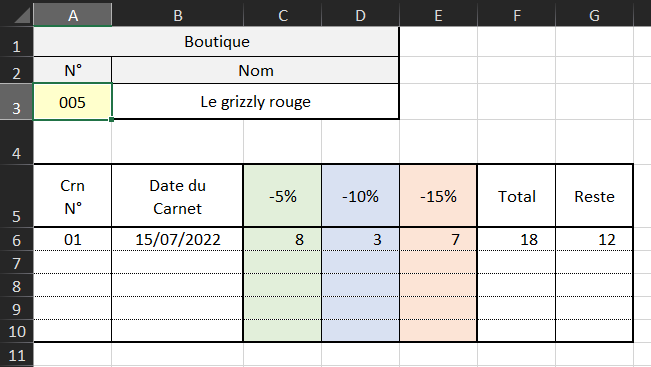 A B C D E F G
1 Boutique
2 N° Nom
3 005 Le grizzly rouge
4
5 Crn N° Date du Carnet -5% -10% -15% Total Reste
6 01 15/07/2022 8 3 7 18 12
7
8
9
10
11